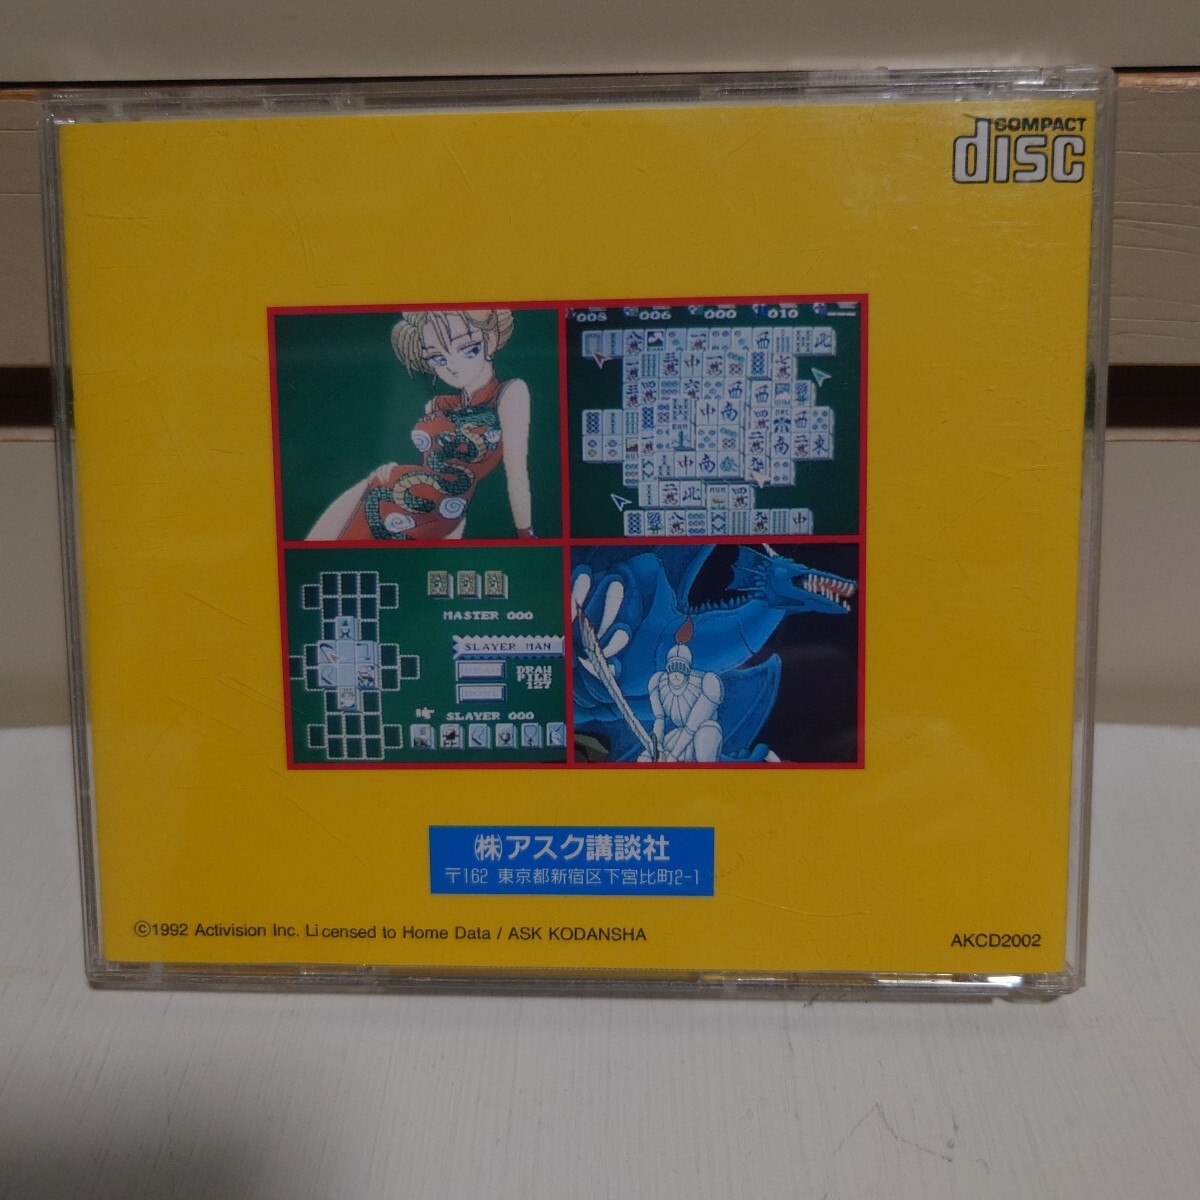 COMPACT
disc
008 006 000 010
MASTER 000
SLAYER MAN
DRAW
PILE
127
SLAYER 000
㈱アスク講談社
〒162 東京都新宿区下宮比町2-1
©1992 Activision Inc. Licensed to Home Data / ASK KODANSHA
AKCD2002